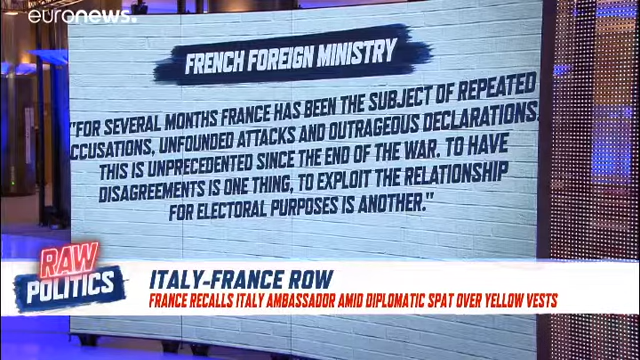 euronews.
FRENCH FOREIGN MINISTRY
"FOR SEVERAL MONTHS FRANCE HAS BEEN THE SUBJECT OF REPEATED
CCUSATIONS, UNFOUNDED ATTACKS AND OUTRAGEOUS DECLARATIONS.
THIS IS UNPRECEDENTED SINCE THE END OF THE WAR. TO HAVE
DISAGREEMENTS IS ONE THING, TO EXPLOIT THE RELATIONSHIP
FOR ELECTORAL PURPOSES IS ANOTHER."
RAW
POLITICS
ITALY-FRANCE ROW
FRANCE RECALLS ITALY AMBASSADOR AMID DIPLOMATIC SPAT OVER YELLOW VESTS